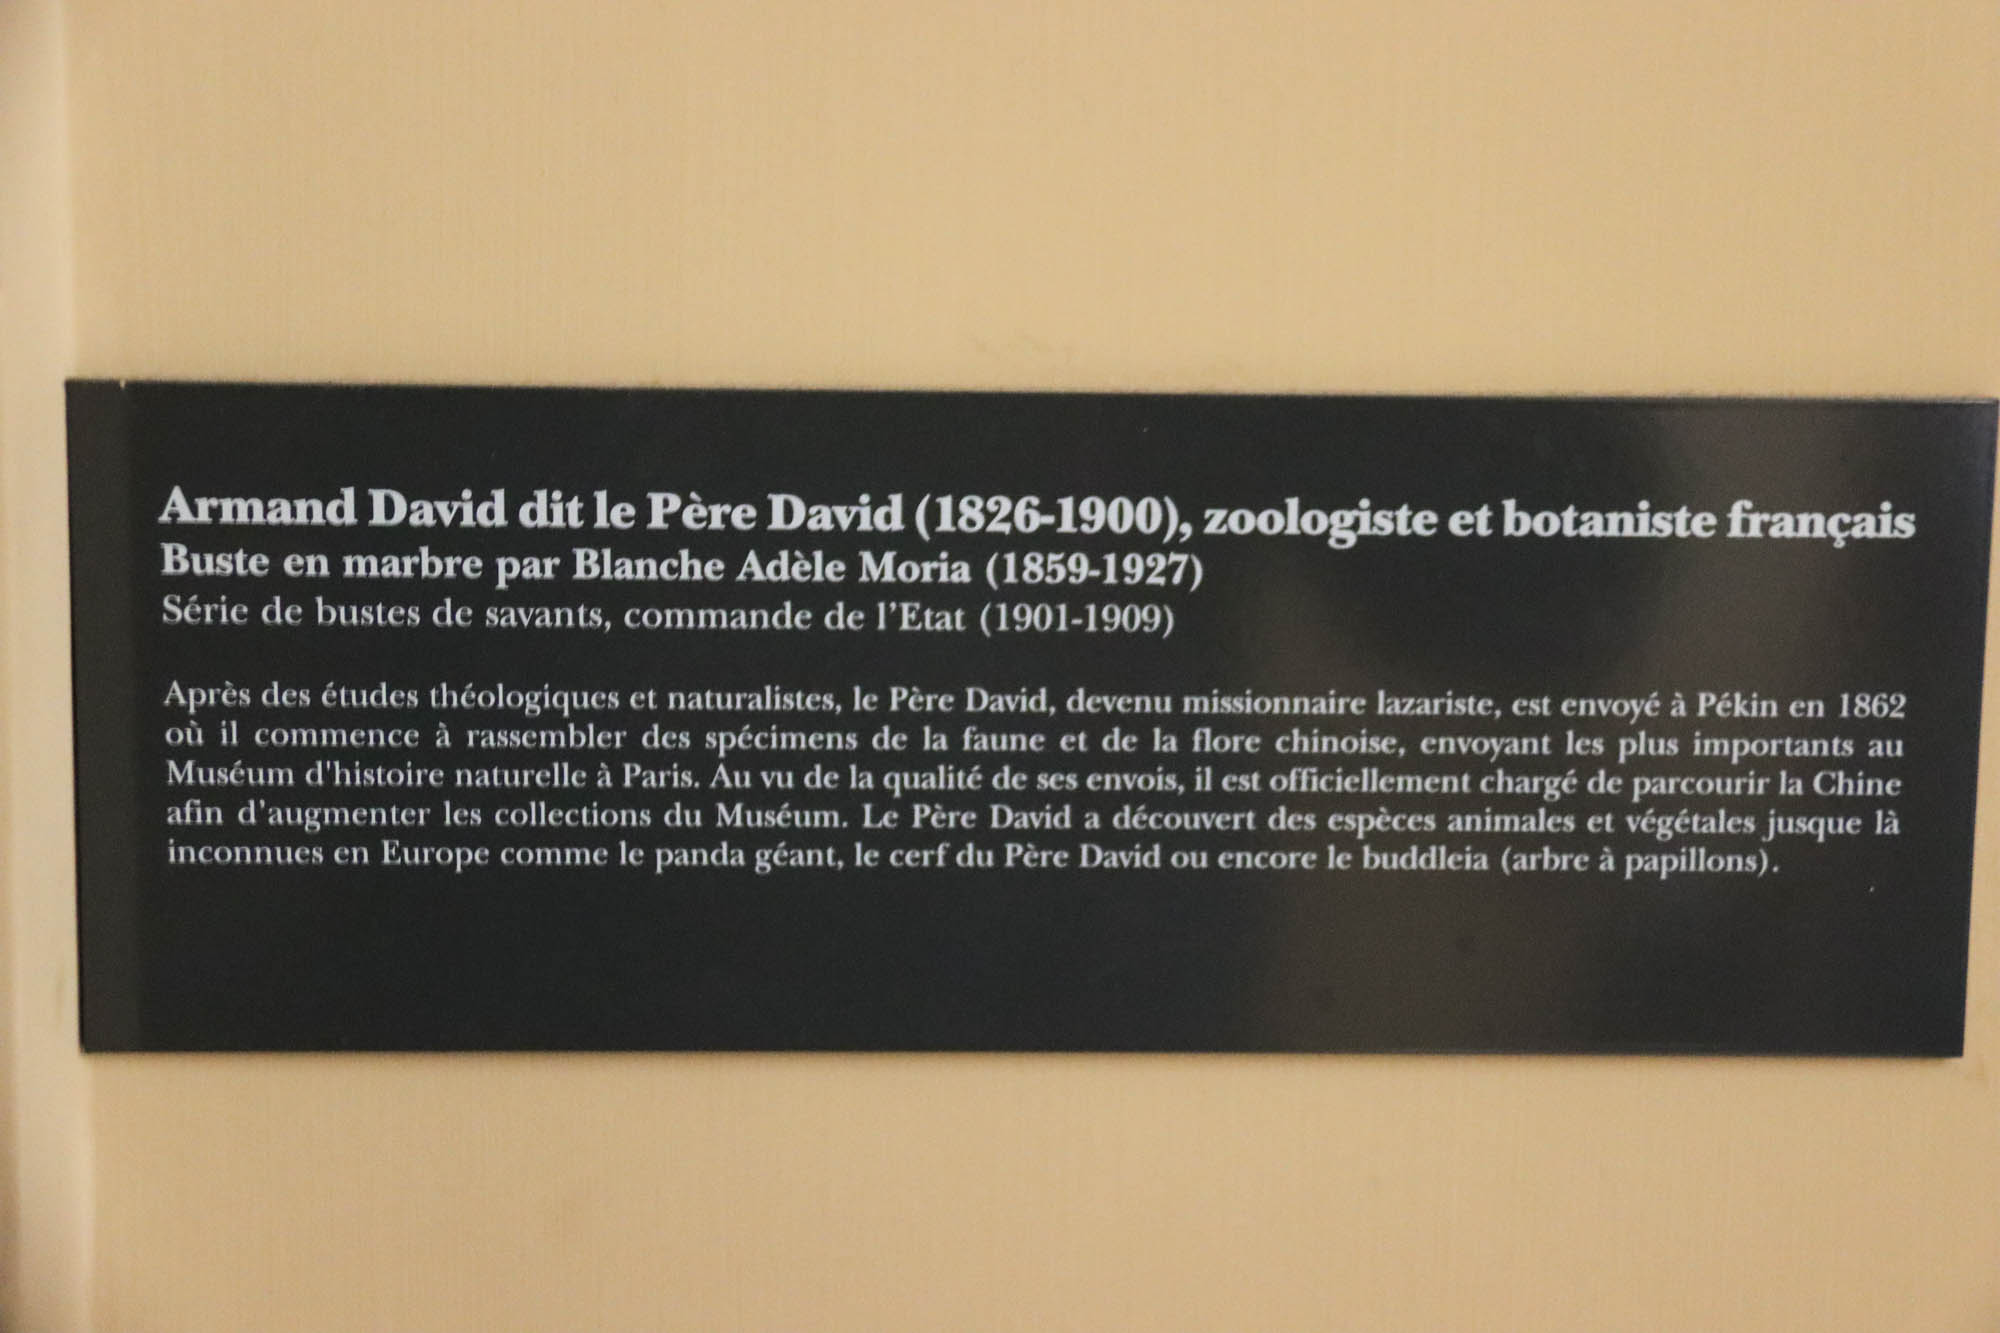 Armand David dit le Père David (1826-1900), zoologiste et botaniste français
Buste en marbre par Blanche Adèle Moria (1859-1927)
Série de bustes de savants, commande de l'Etat (1901-1909)
Après des études théologiques et naturalistes, le Père David, devenu missionnaire lazariste, est envoyé à Pékin en 1862
où il commence à rassembler des spécimens de la faune et de la flore chinoise, envoyant les plus importants au
Muséum d'histoire naturelle à Paris. Au vu de la qualité de ses envois, il est officiellement chargé de parcourir la Chine
afin d'augmenter les collections du Muséum. Le Père David a découvert des espèces animales et végétales jusque là
inconnues en Europe comme le panda géant, le cerf du Père David ou encore le buddleia (arbre à papillons).